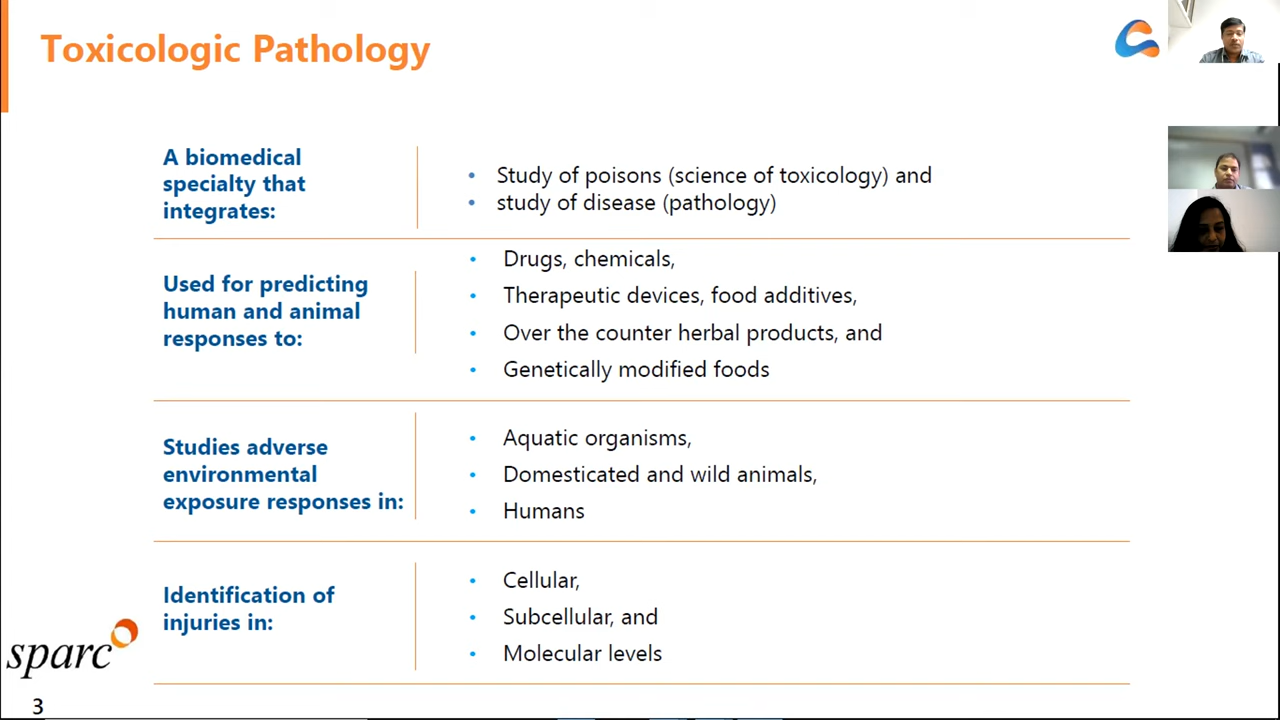 Toxicologic Pathology
A biomedical
specialty that
integrates:
• Study of poisons (science of toxicology) and
• study of disease (pathology)
Used for predicting
human and animal
responses to:
• Drugs, chemicals,
• Therapeutic devices, food additives,
• Over the counter herbal products, and
• Genetically modified foods
Studies adverse
environmental
exposure responses in:
• Aquatic organisms,
• Domesticated and wild animals,
• Humans
Identification of
injuries in:
• Cellular,
• Subcellular, and
• Molecular levels
sparc
3